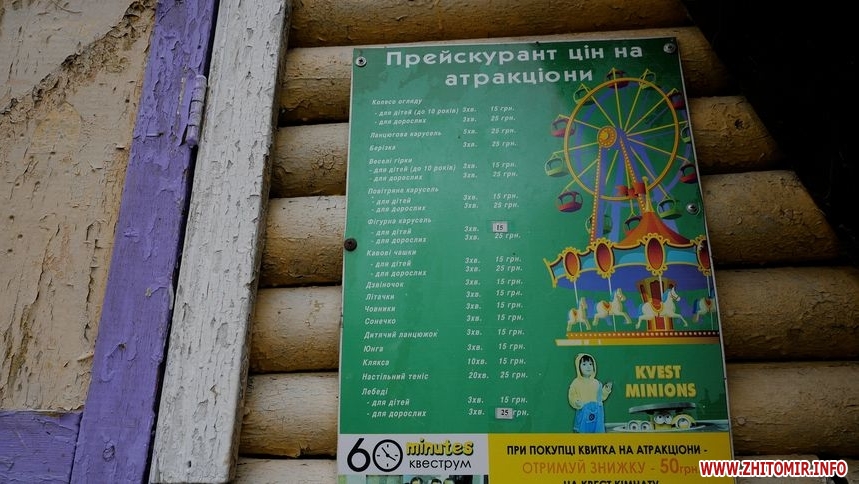 Прейскурант цін на
атракціони
Колесо огляду
- для дітей (до 10 років) 3хв. 15 грн.
- для дорослих 3хв. 25 грн.
Ланцюгова карусель 5хв. 25 грн.
Берізка 3хв. 25 грн.
Веселі гірки
- для дітей (до 10 років) 3хв. 15 грн.
- для дорослих 3хв. 25 грн.
Повітряна карусель
- для дітей 3хв. 15 грн.
- для дорослих 3хв. 25 грн.
Фігурна карусель
- для дітей 3хв. 15
- для дорослих 3хв. 25 грн.
Кавові чашки
- для дітей 3хв. 15 грн.
- для дорослих 3хв. 25 грн.
Дзвіночок 3хв. 15 грн.
Літачки 3хв. 15 грн.
Човники 3хв. 15 грн.
Сонечко 3хв. 15 грн.
Дитячий ланцюжок 3хв. 15 грн.
Юнга 3хв. 15 грн.
Клякса 10хв. 15 грн.
Настільний теніс 20хв. 25 грн.
Лебеді
- для дітей 3хв. 15 грн.
- для дорослих 3хв. 25 грн.
KVEST
MINIONS
60 minutes
квеструм
ПРИ ПОКУПЦІ КВИТКА НА АТРАКЦІОНИ -
ОТРИМУЙ ЗНИЖКУ - 50грн.
НА КВЕСТ КІМНАТУ
WWW.ZHITOMIR.INFO